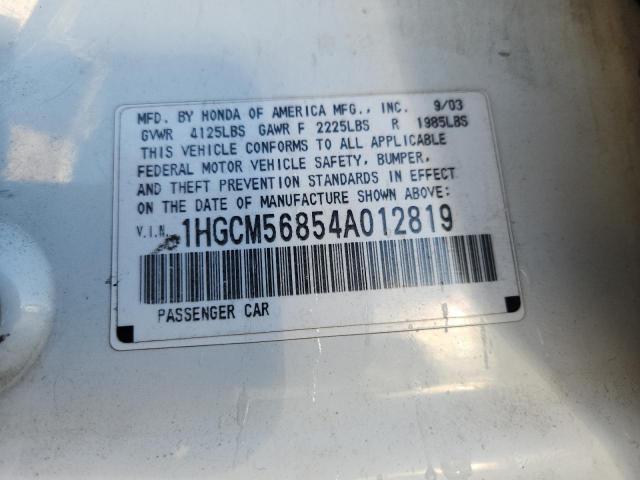 MFD. BY HONDA OF AMERICA MFG., INC. 9/03
GVWR 4125LBS GAWR F 2225LBS R 1985LBS
THIS VEHICLE CONFORMS TO ALL APPLICABLE
FEDERAL MOTOR VEHICLE SAFETY, BUMPER,
AND THEFT PREVENTION STANDARDS IN EFFECT
ON THE DATE OF MANUFACTURE SHOWN ABOVE:
V.I.N. 1HGCM56854A012819
PASSENGER CAR